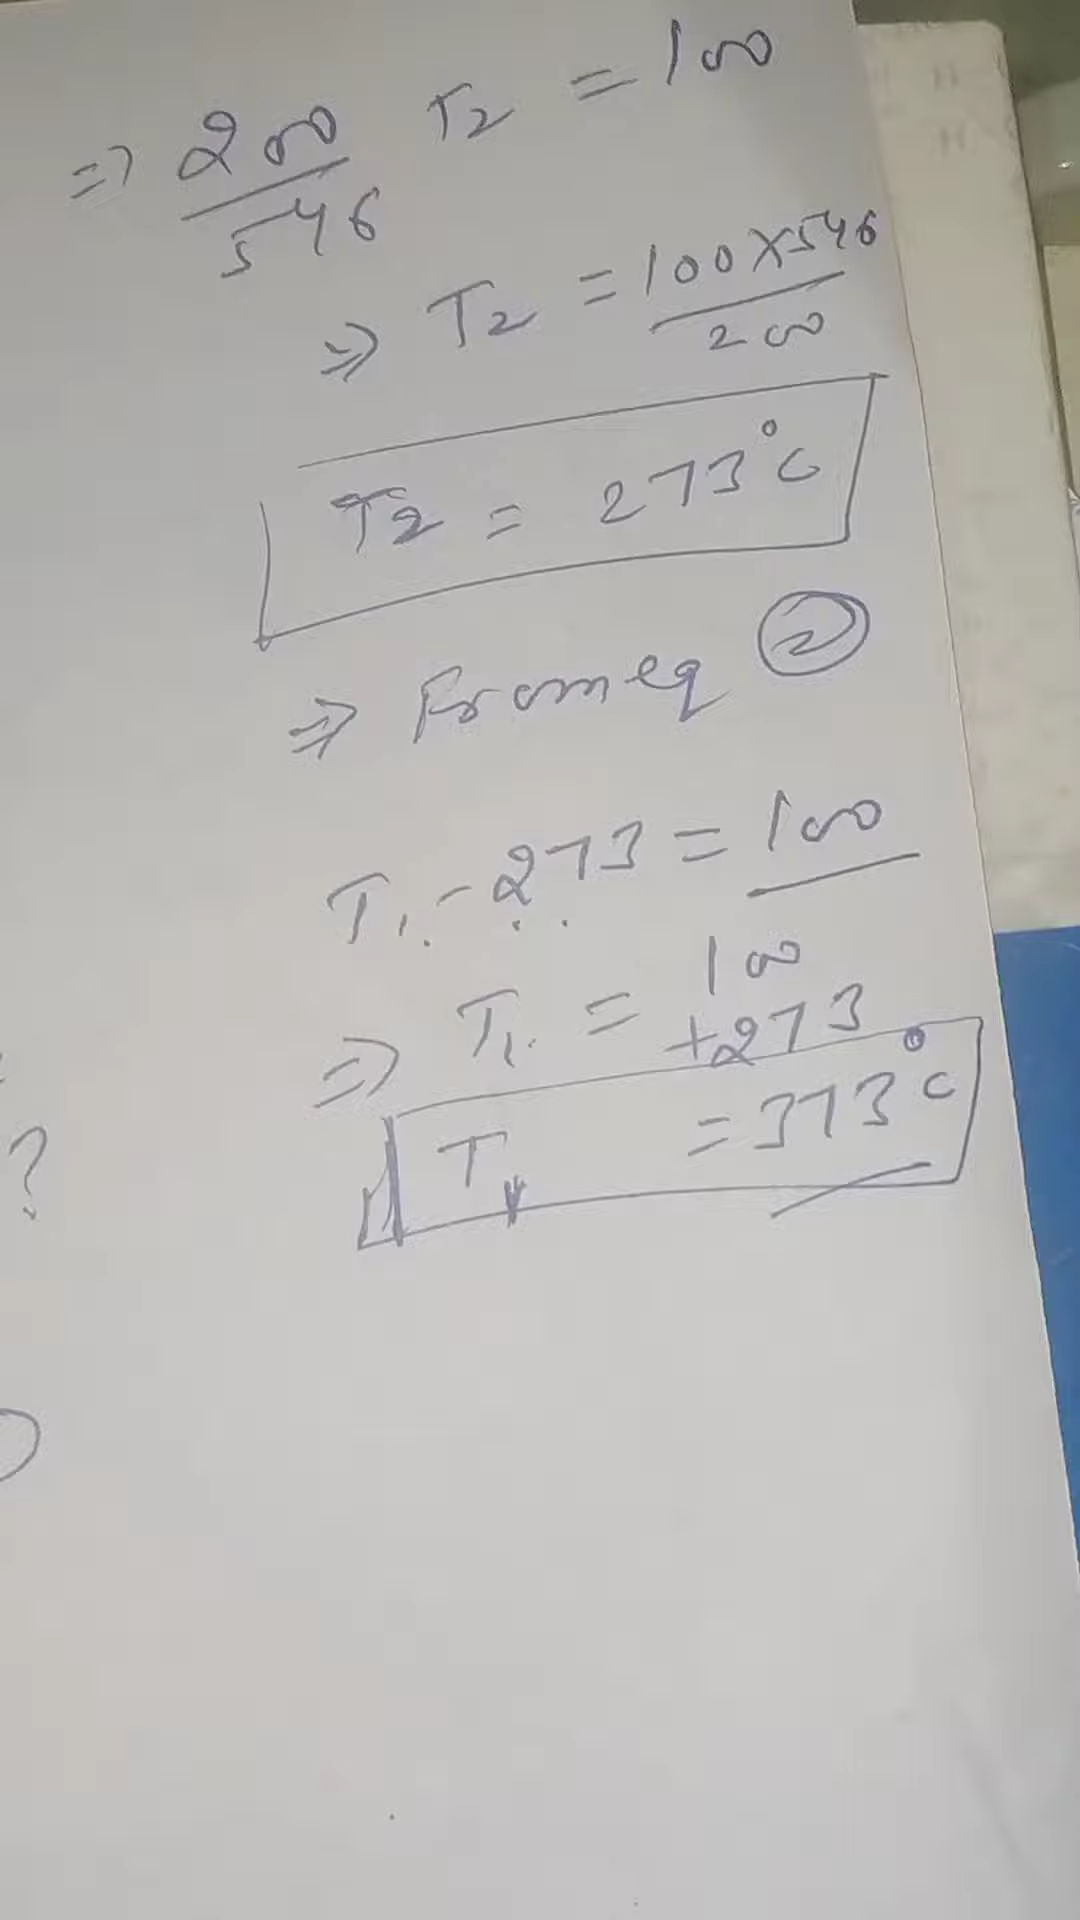 ⇒ 200/546 T₂ = 100
⇒ T₂ = 100×546/200
T₂ = 273°C
⇒ From eq ②
T₁ - 273 = 100
⇒ T₁ = 100
+273
T₁ = 373°C
?